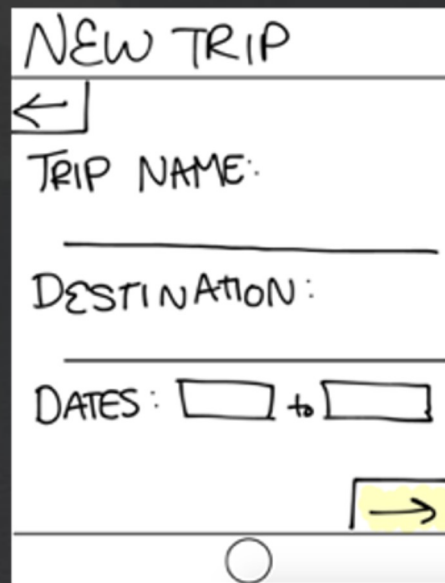 NEW TRIP
←
TRIP NAME:
DESTINATION:
DATES: to
→